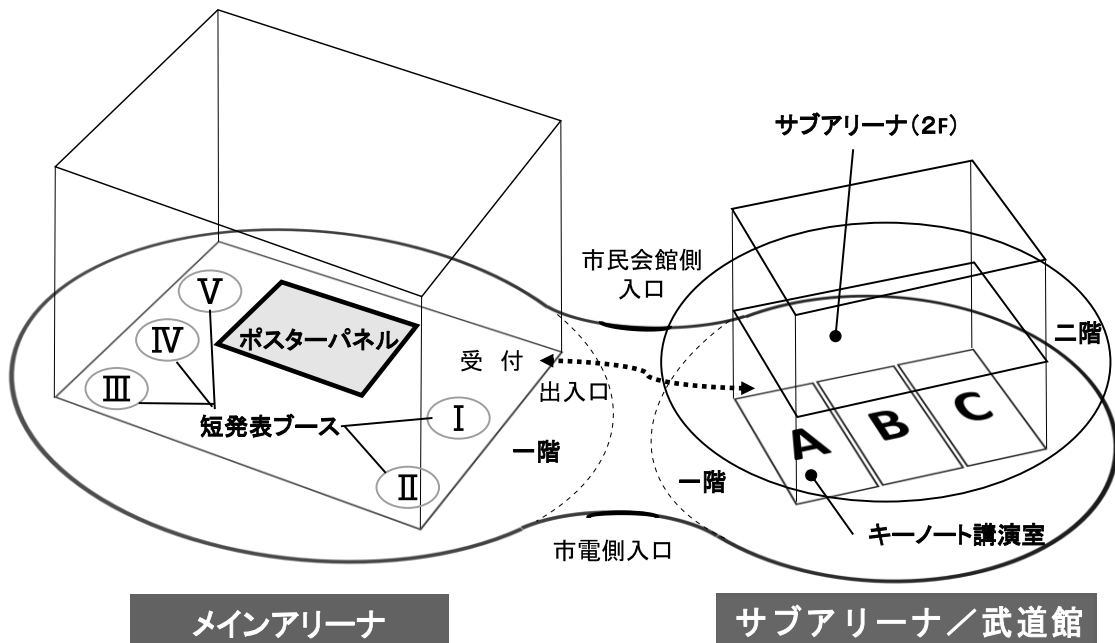 サブアリーナ(2F)
市民会館側
入口
Ⅴ
Ⅳ
Ⅲ
ポスターパネル
受 付
出入口
二階
短発表ブース
Ⅰ
Ⅱ
一階
一階
A
B
C
キーノート講演室
市電側入口
メインアリーナ
サブアリーナ/武道館